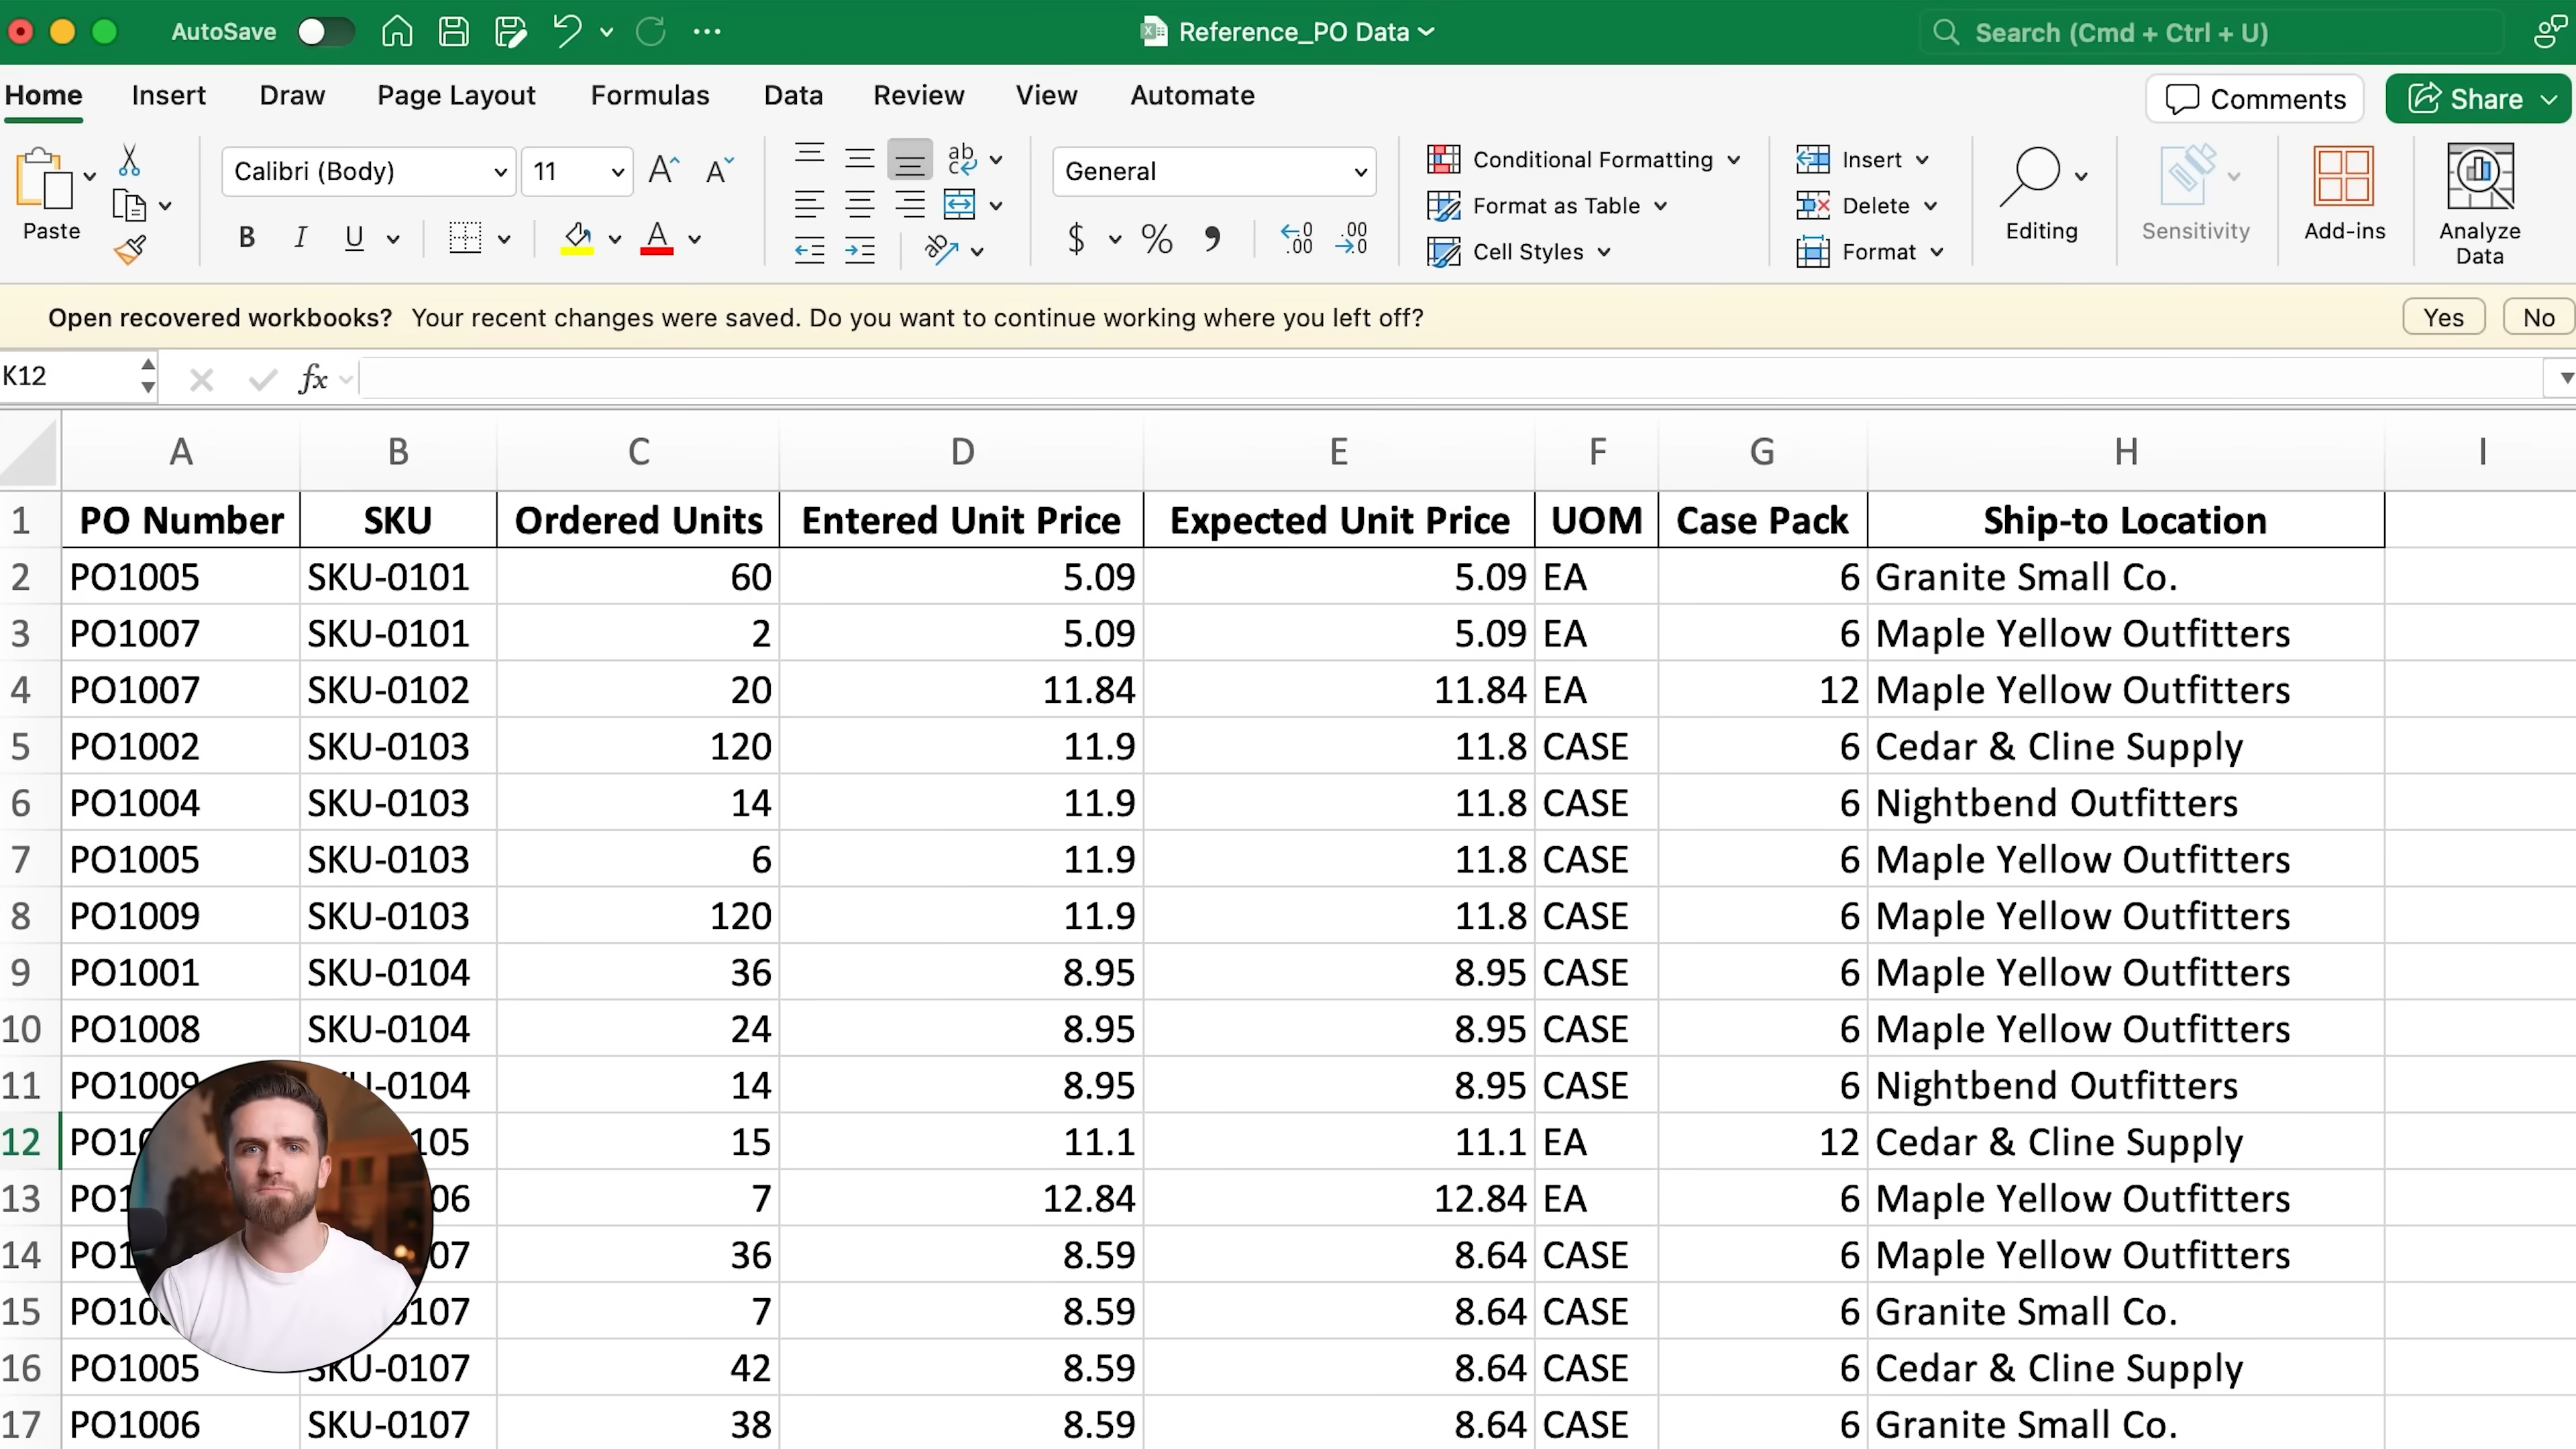 AutoSave
Reference_PO Data
Search (Cmd + Ctrl + U)
Home Insert Draw Page Layout Formulas Data Review View Automate
Comments
Share
Paste
Calibri (Body)
11
General
Conditional Formatting
Format as Table
Cell Styles
Insert
Delete
Format
Editing
Sensitivity
Add-ins
Analyze
Data
Open recovered workbooks? Your recent changes were saved. Do you want to continue working where you left off? Yes No
K12 fx
A B C D E F G H I
1 PO Number SKU Ordered Units Entered Unit Price Expected Unit Price UOM Case Pack Ship-to Location
2 PO1005 SKU-0101 60 5.09 5.09 EA 6 Granite Small Co.
3 PO1007 SKU-0101 2 5.09 5.09 EA 6 Maple Yellow Outfitters
4 PO1007 SKU-0102 20 11.84 11.84 EA 12 Maple Yellow Outfitters
5 PO1002 SKU-0103 120 11.9 11.8 CASE 6 Cedar & Cline Supply
6 PO1004 SKU-0103 14 11.9 11.8 CASE 6 Nightbend Outfitters
7 PO1005 SKU-0103 6 11.9 11.8 CASE 6 Maple Yellow Outfitters
8 PO1009 SKU-0103 120 11.9 11.8 CASE 6 Maple Yellow Outfitters
9 PO1001 SKU-0104 36 8.95 8.95 CASE 6 Maple Yellow Outfitters
10 PO1008 SKU-0104 24 8.95 8.95 CASE 6 Maple Yellow Outfitters
11 PO1009 14 8.95 8.95 CASE 6 Nightbend Outfitters
12 15 11.1 11.1 EA 12 Cedar & Cline Supply
13 7 12.84 12.84 EA 6 Maple Yellow Outfitters
14 36 8.59 8.64 CASE 6 Maple Yellow Outfitters
15 7 8.59 8.64 CASE 6 Granite Small Co.
16 PO1005 SKU-0107 42 8.59 8.64 CASE 6 Cedar & Cline Supply
17 PO1006 SKU-0107 38 8.59 8.64 CASE 6 Granite Small Co.